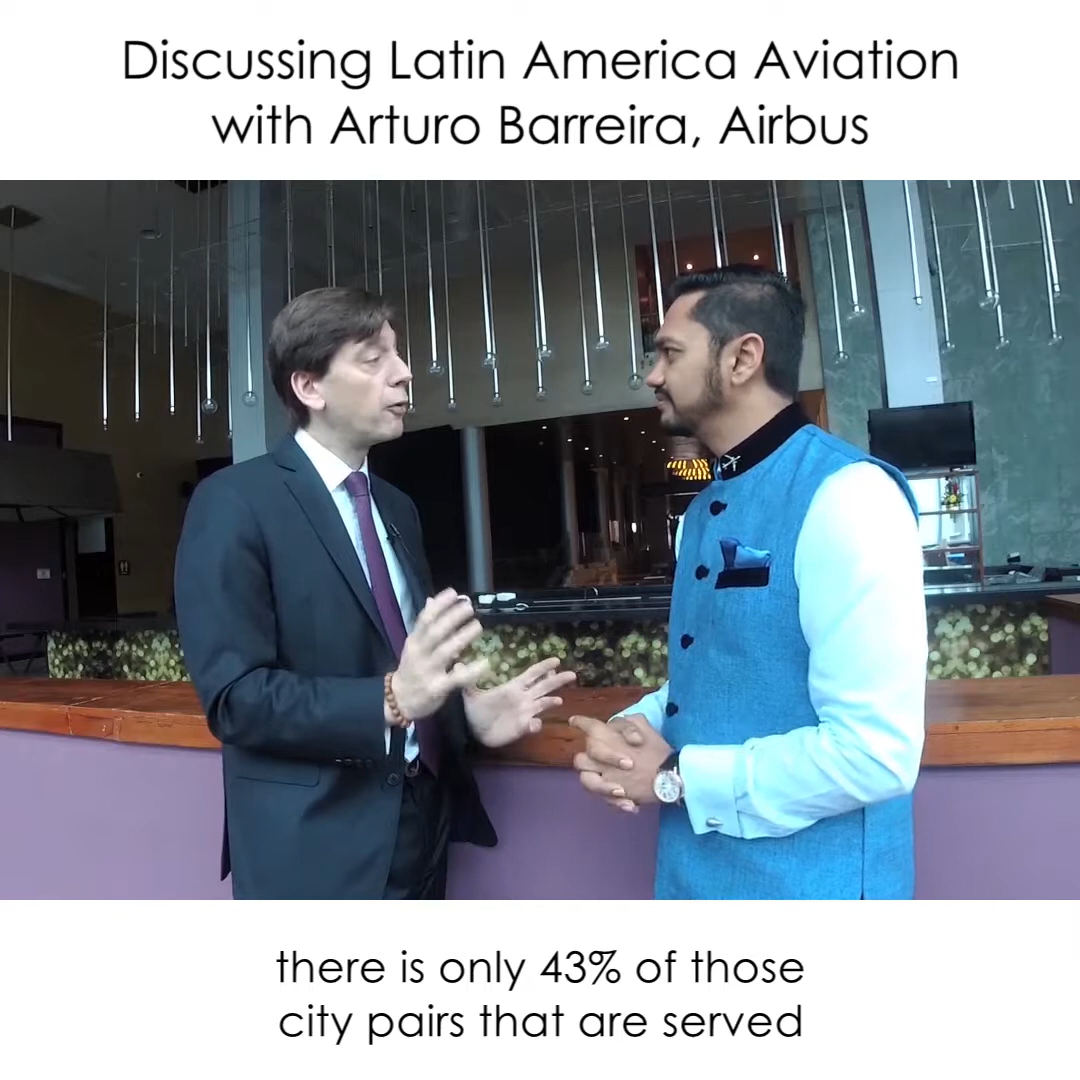 Discussing Latin America Aviation
with Arturo Barreira, Airbus
there is only 43% of those
city pairs that are served